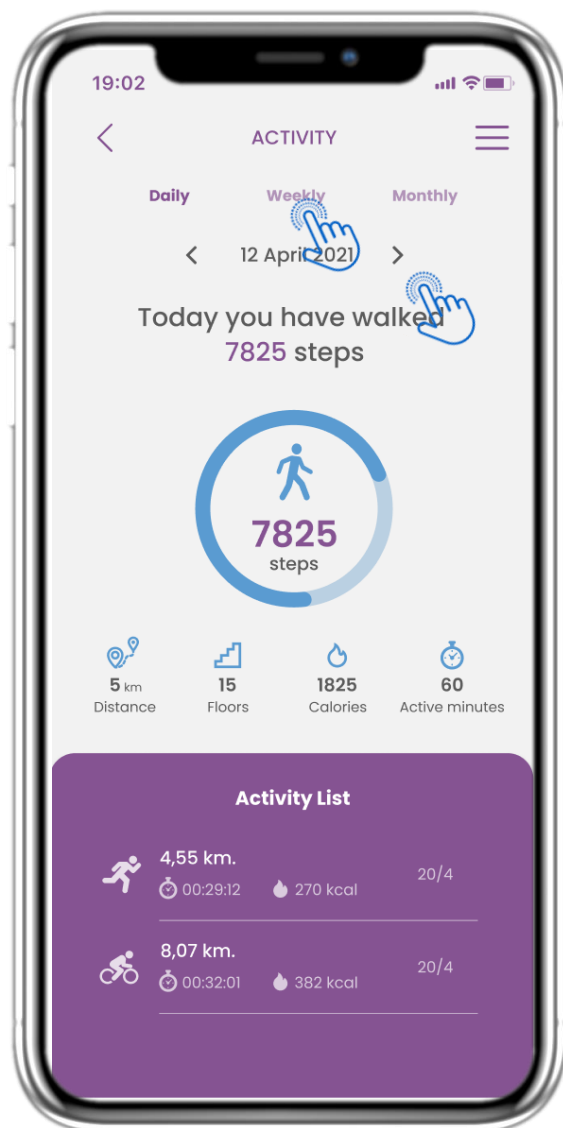 19:02
ACTIVITY
Daily Weekly Monthly
12 April 2021
Today you have walked
7825 steps
7825
steps
5 km 15 1825 60
Distance Floors Calories Active minutes
Activity List
4,55 km.
00:29:12 270 kcal 20/4
8,07 km.
00:32:01 382 kcal 20/4